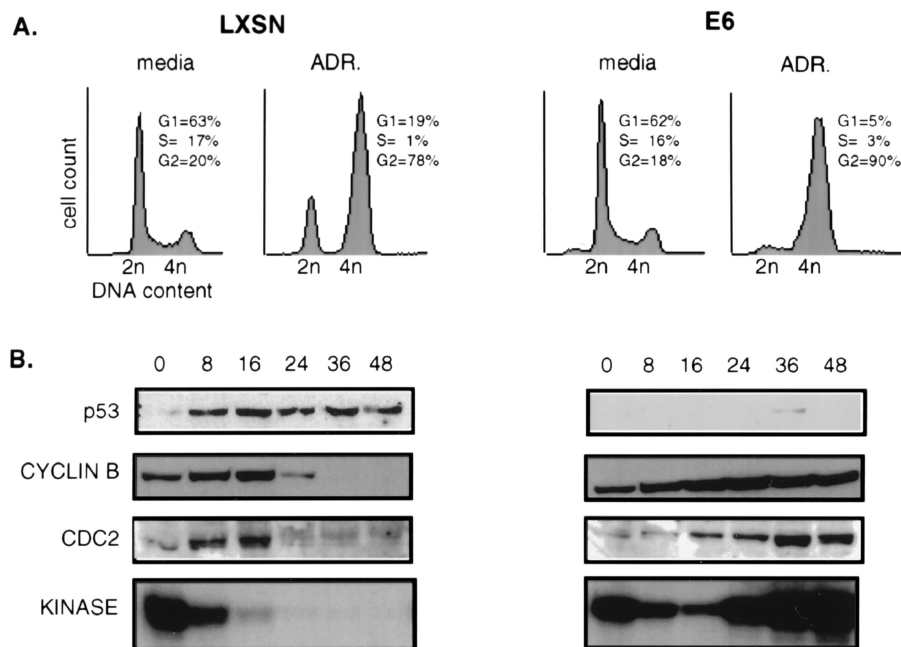 A.
LXSN
E6
media
ADR.
media
ADR.
G1=63%
S= 17%
G2=20%
G1=19%
S= 1%
G2=78%
G1=62%
S= 16%
G2=18%
G1=5%
S= 3%
G2=90%
cell count
2n 4n
2n 4n
2n 4n
2n 4n
DNA content
B.
0 8 16 24 36 48
0 8 16 24 36 48
p53
CYCLIN B
CDC2
KINASE